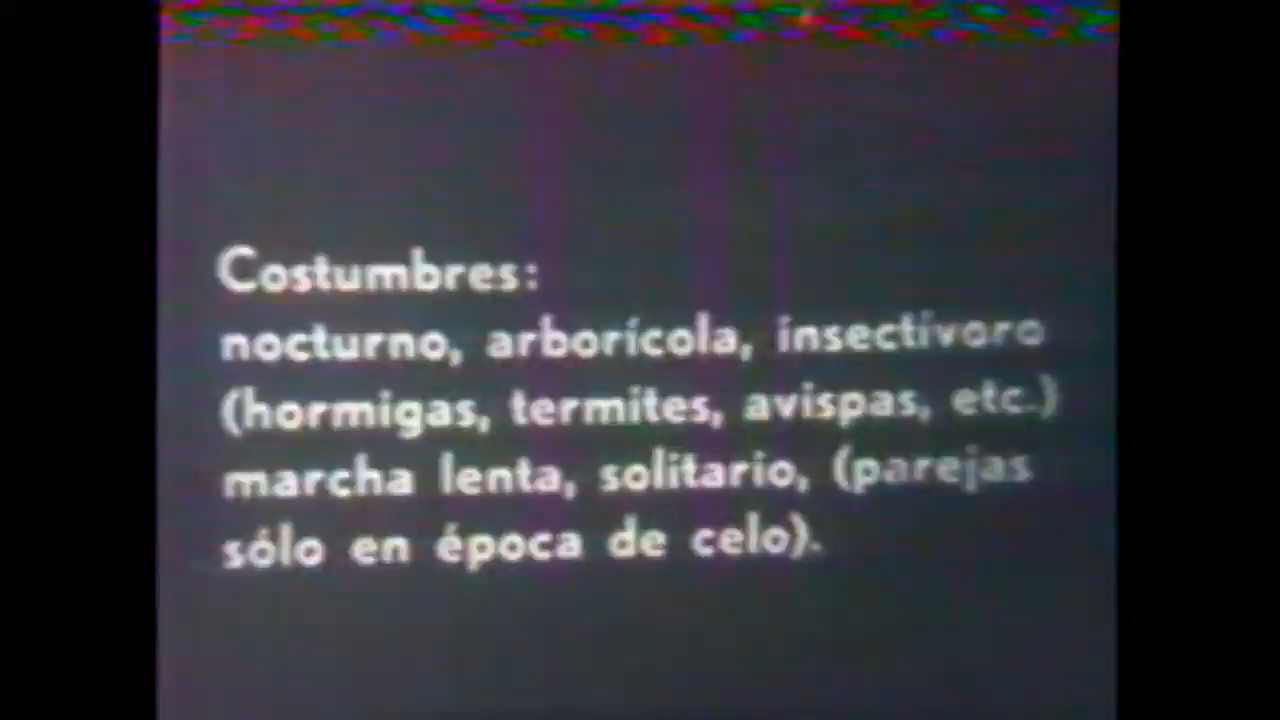 Costumbres:
nocturno, arborícola, insectívoro
(hormigas, termites, avispas, etc.)
marcha lenta, solitario, (parejas
sólo en época de celo).